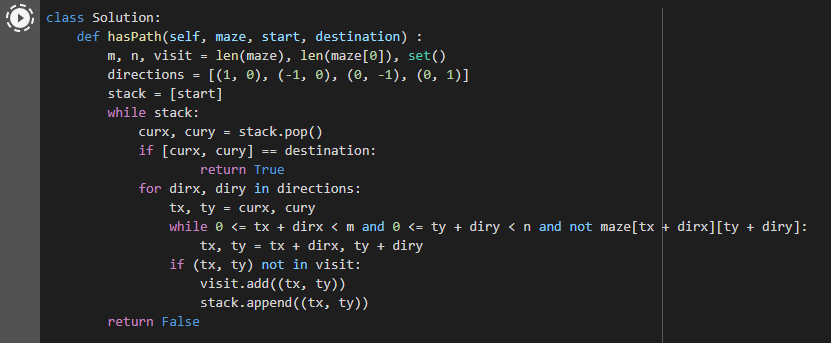 class Solution:
    def hasPath(self, maze, start, destination) :
        m, n, visit = len(maze), len(maze[0]), set()
        directions = [(1, 0), (-1, 0), (0, -1), (0, 1)]
        stack = [start]
        while stack:
            curx, cury = stack.pop()
            if [curx, cury] == destination:
                    return True
            for dirx, diry in directions:
                tx, ty = curx, cury
                while 0 <= tx + dirx < m and 0 <= ty + diry < n and not maze[tx + dirx][ty + diry]:
                    tx, ty = tx + dirx, ty + diry
                if (tx, ty) not in visit:
                    visit.add((tx, ty))
                    stack.append((tx, ty))
        return False